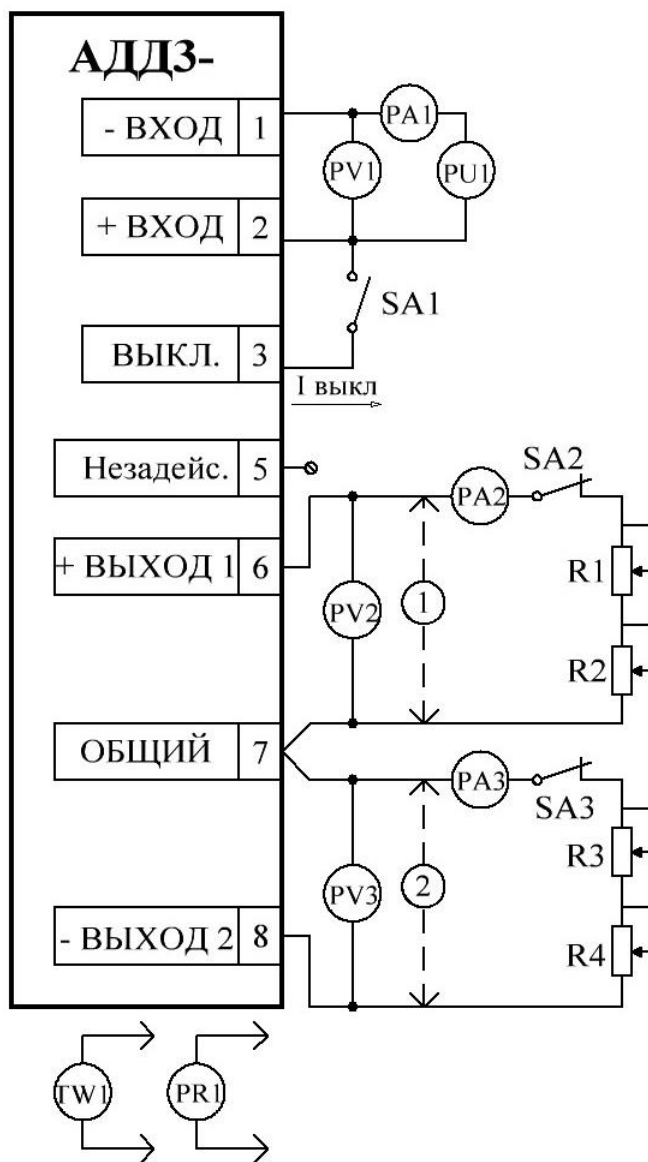 АДД3-
- ВХОД 1
PA1
PV1
PU1
+ ВХОД 2
SA1
ВЫКЛ. 3
I выкл
Незадейс. 5
SA2
PA2
+ ВЫХОД 1 6
R1
PV2
1
R2
ОБЩИЙ 7
PA3
SA3
R3
PV3
2
- ВЫХОД 2 8
R4
TW1
PR1